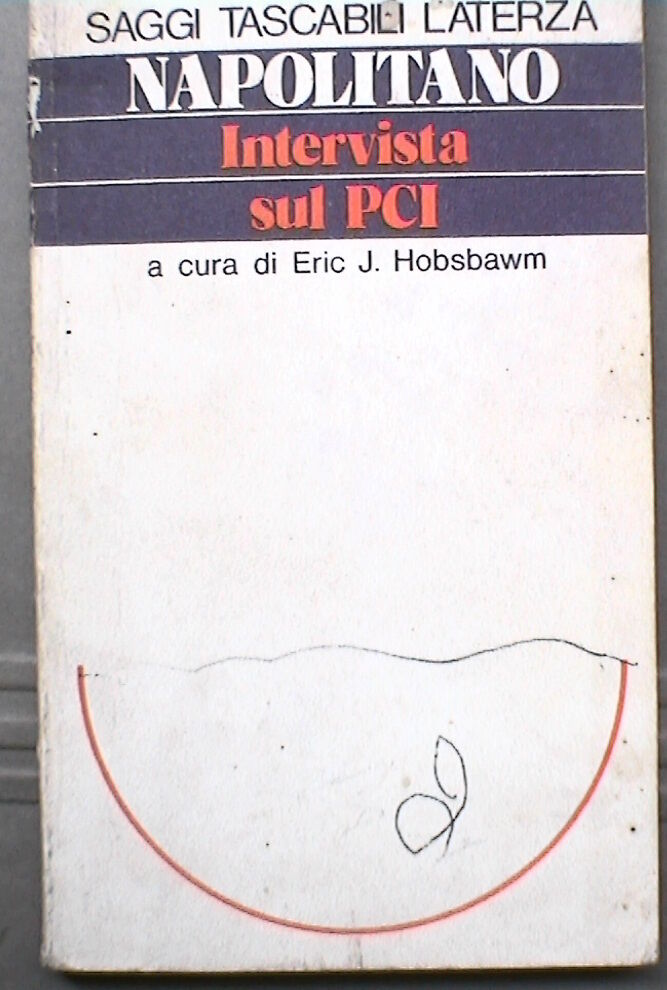 SAGGI TASCABILI LATERZA
NAPOLITANO
Intervista
sul PCI
a cura di Eric J. Hobsbawm